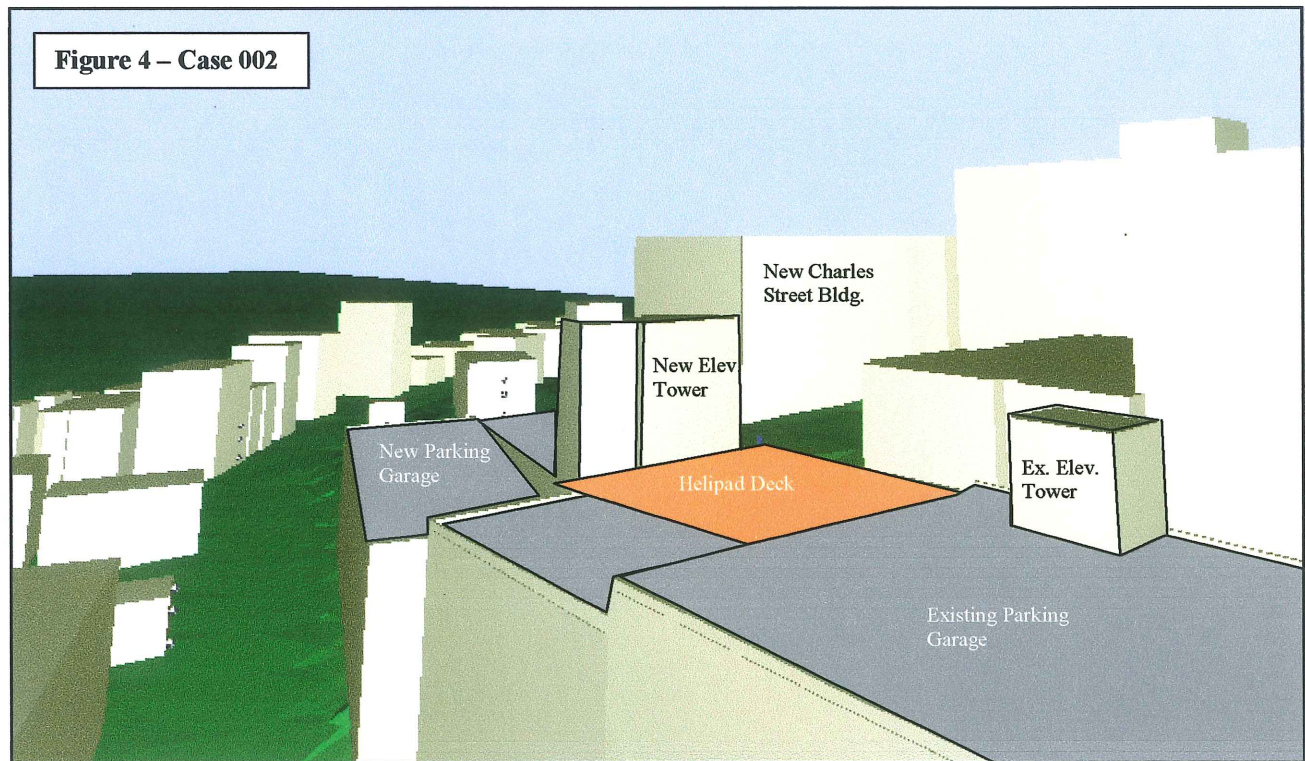 Figure 4 – Case 002
New Charles
Street Bldg.
New Elev
Tower
New Parking
Garage
Helipad Deck
Ex. Elev.
Tower
Existing Parking
Garage